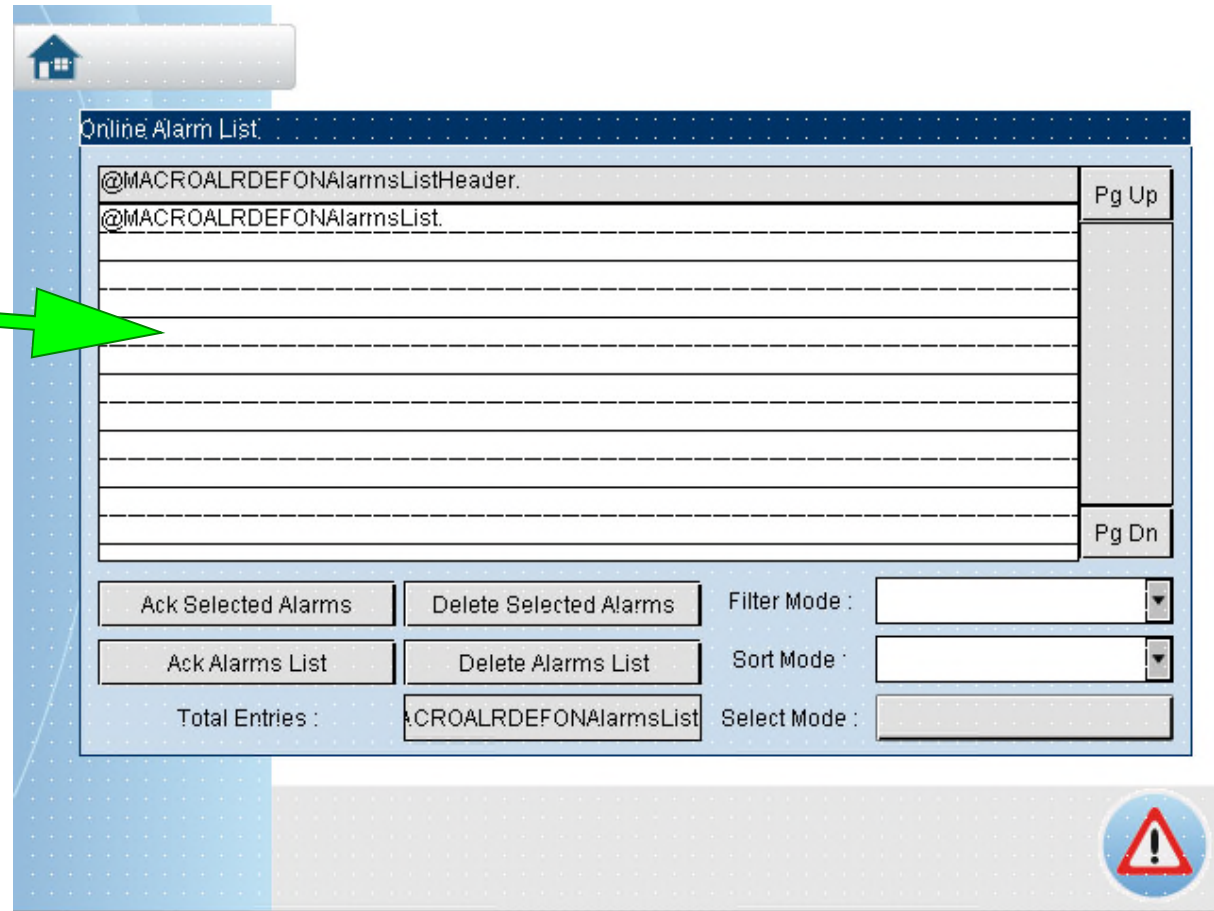 Online Alarm List
@MACROALRDEFONAlarmsListHeader.
Pg Up
@MACROALRDEFONAlarmsList.
Pg Dn
Ack Selected Alarms
Delete Selected Alarms
Filter Mode :
Ack Alarms List
Delete Alarms List
Sort Mode :
Total Entries :
ACROALRDEFONAlarmsList
Select Mode :